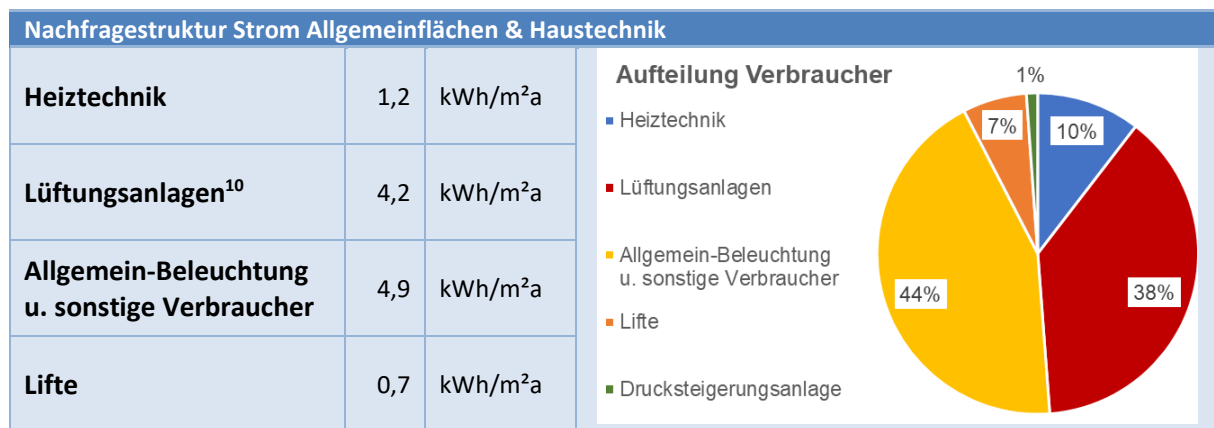 Nachfragestruktur Strom Allgemeinflächen & Haustechnik
Heiztechnik 1,2 kWh/m²a
Lüftungsanlagen¹⁰ 4,2 kWh/m²a
Allgemein-Beleuchtung
u. sonstige Verbraucher 4,9 kWh/m²a
Lifte 0,7 kWh/m²a
Aufteilung Verbraucher
Heiztechnik
Lüftungsanlagen
Allgemein-Beleuchtung
u. sonstige Verbraucher
Lifte
Drucksteigerungsanlage
1%
7%
10%
44%
38%